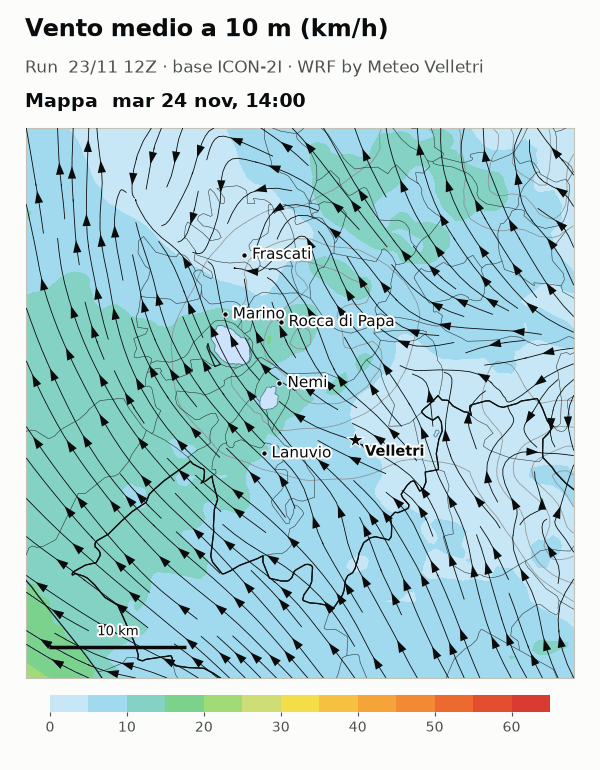 Vento medio a 10 m (km/h)
Run  23/11 12Z · base ICON-2I · WRF by Meteo Velletri
Mappa  mar 24 nov, 14:00
Frascati
Marino
Rocca di Papa
Nemi
Velletri
Lanuvio
10 km
0 10 20 30 40 50 60